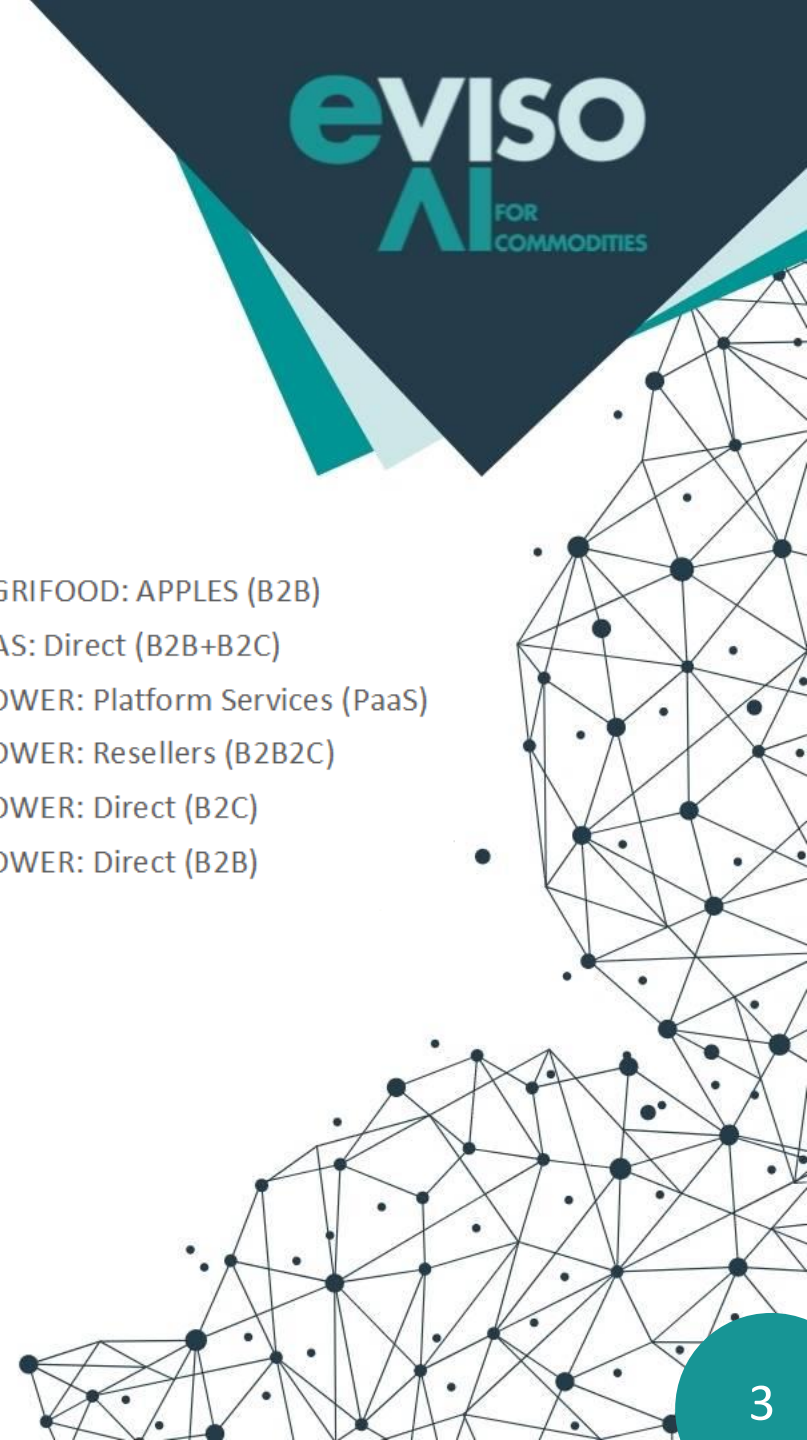 eVISO
AI FOR
COMMODITIES
GRIFOOD: APPLES (B2B)
AS: Direct (B2B+B2C)
OWER: Platform Services (PaaS)
OWER: Resellers (B2B2C)
OWER: Direct (B2C)
OWER: Direct (B2B)
3